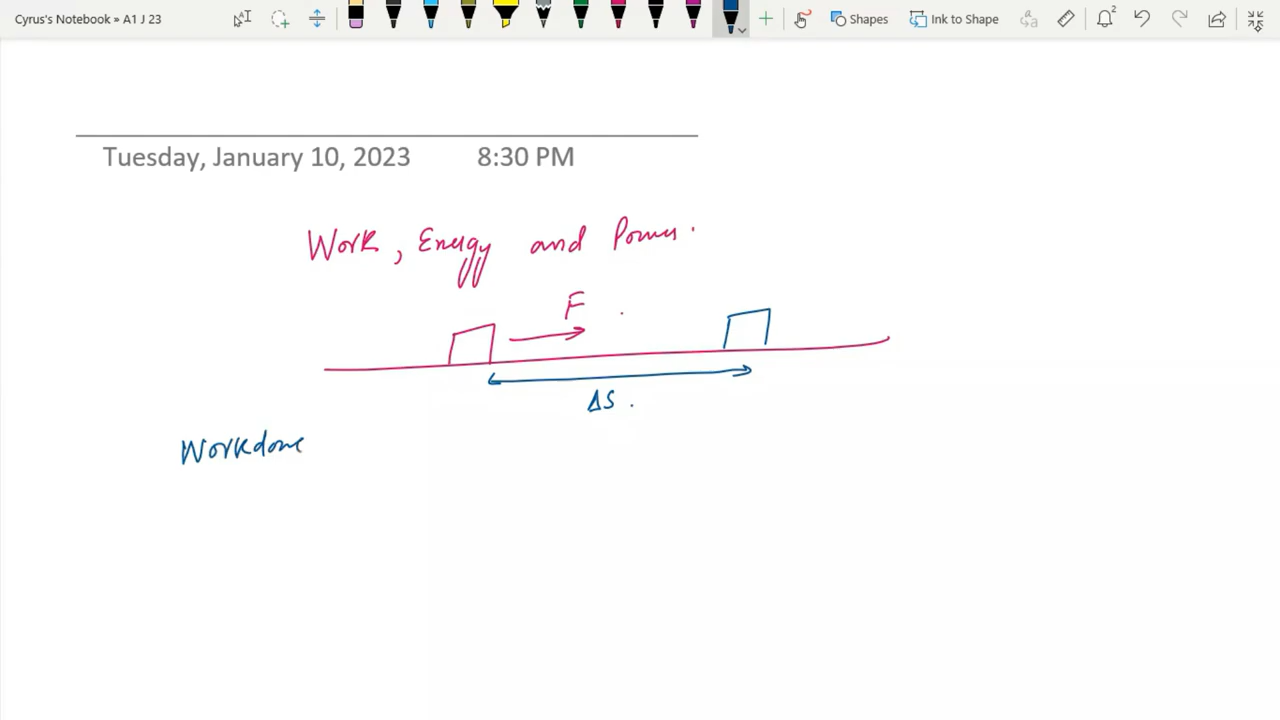 Cyrus's Notebook » A1 J 23
Shapes
Ink to Shape
2
Tuesday, January 10, 2023 8:30 PM
Work, Energy and Power.
F
ΔS.
Workdone